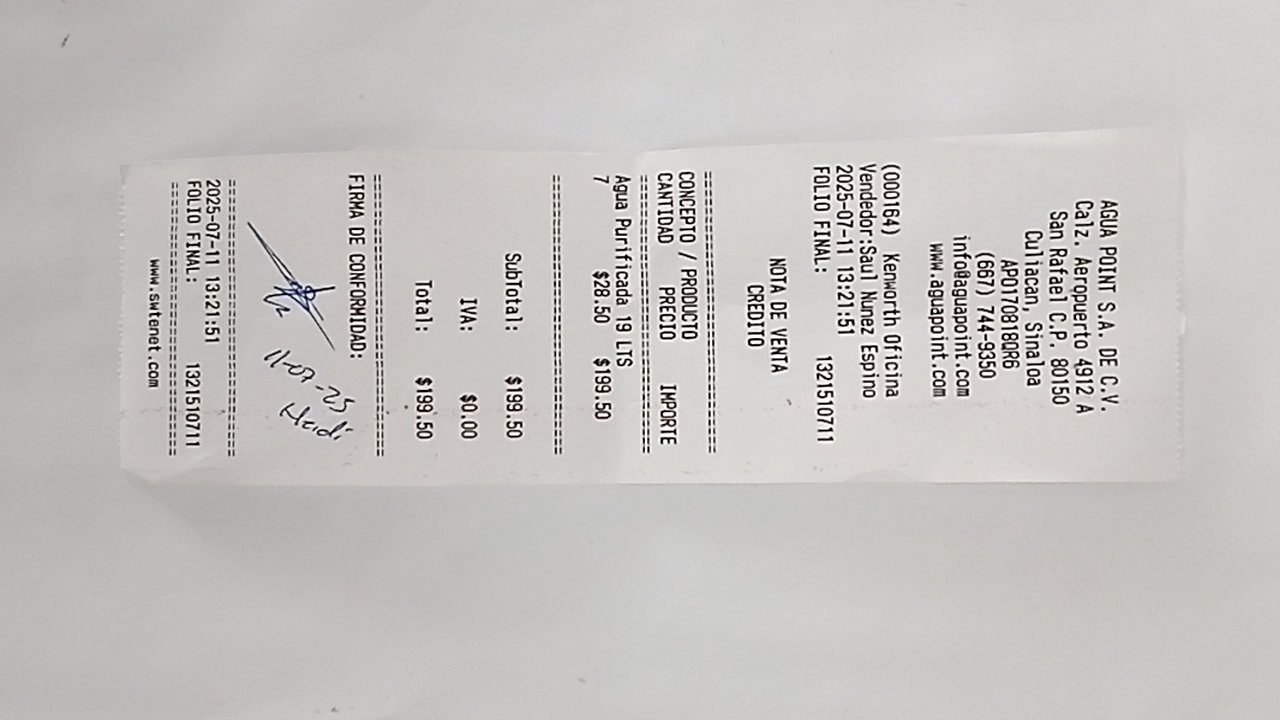 AGUA POINT S.A. DE C.V.
Calz. Aeropuerto 4912 A
San Rafael C.P. 80150
Culiacan, Sinaloa
APO170818QR6
(667) 744-9350
info@aguapoint.com
www.aguapoint.com
(000164) Kenworth Oficina
Vendedor:Saul Nunez Espino
2025-07-11 13:21:51
FOLIO FINAL: 1321510711
NOTA DE VENTA
CREDITO
CONCEPTO / PRODUCTO
CANTIDAD PRECIO IMPORTE
Agua Purificada 19 LTS
7 $28.50 $199.50
SubTotal: $199.50
IVA: $0.00
Total: $199.50
FIRMA DE CONFORMIDAD:
11-07-25
Heidi
2025-07-11 13:21:51
FOLIO FINAL: 1321510711
www.swtenet.com